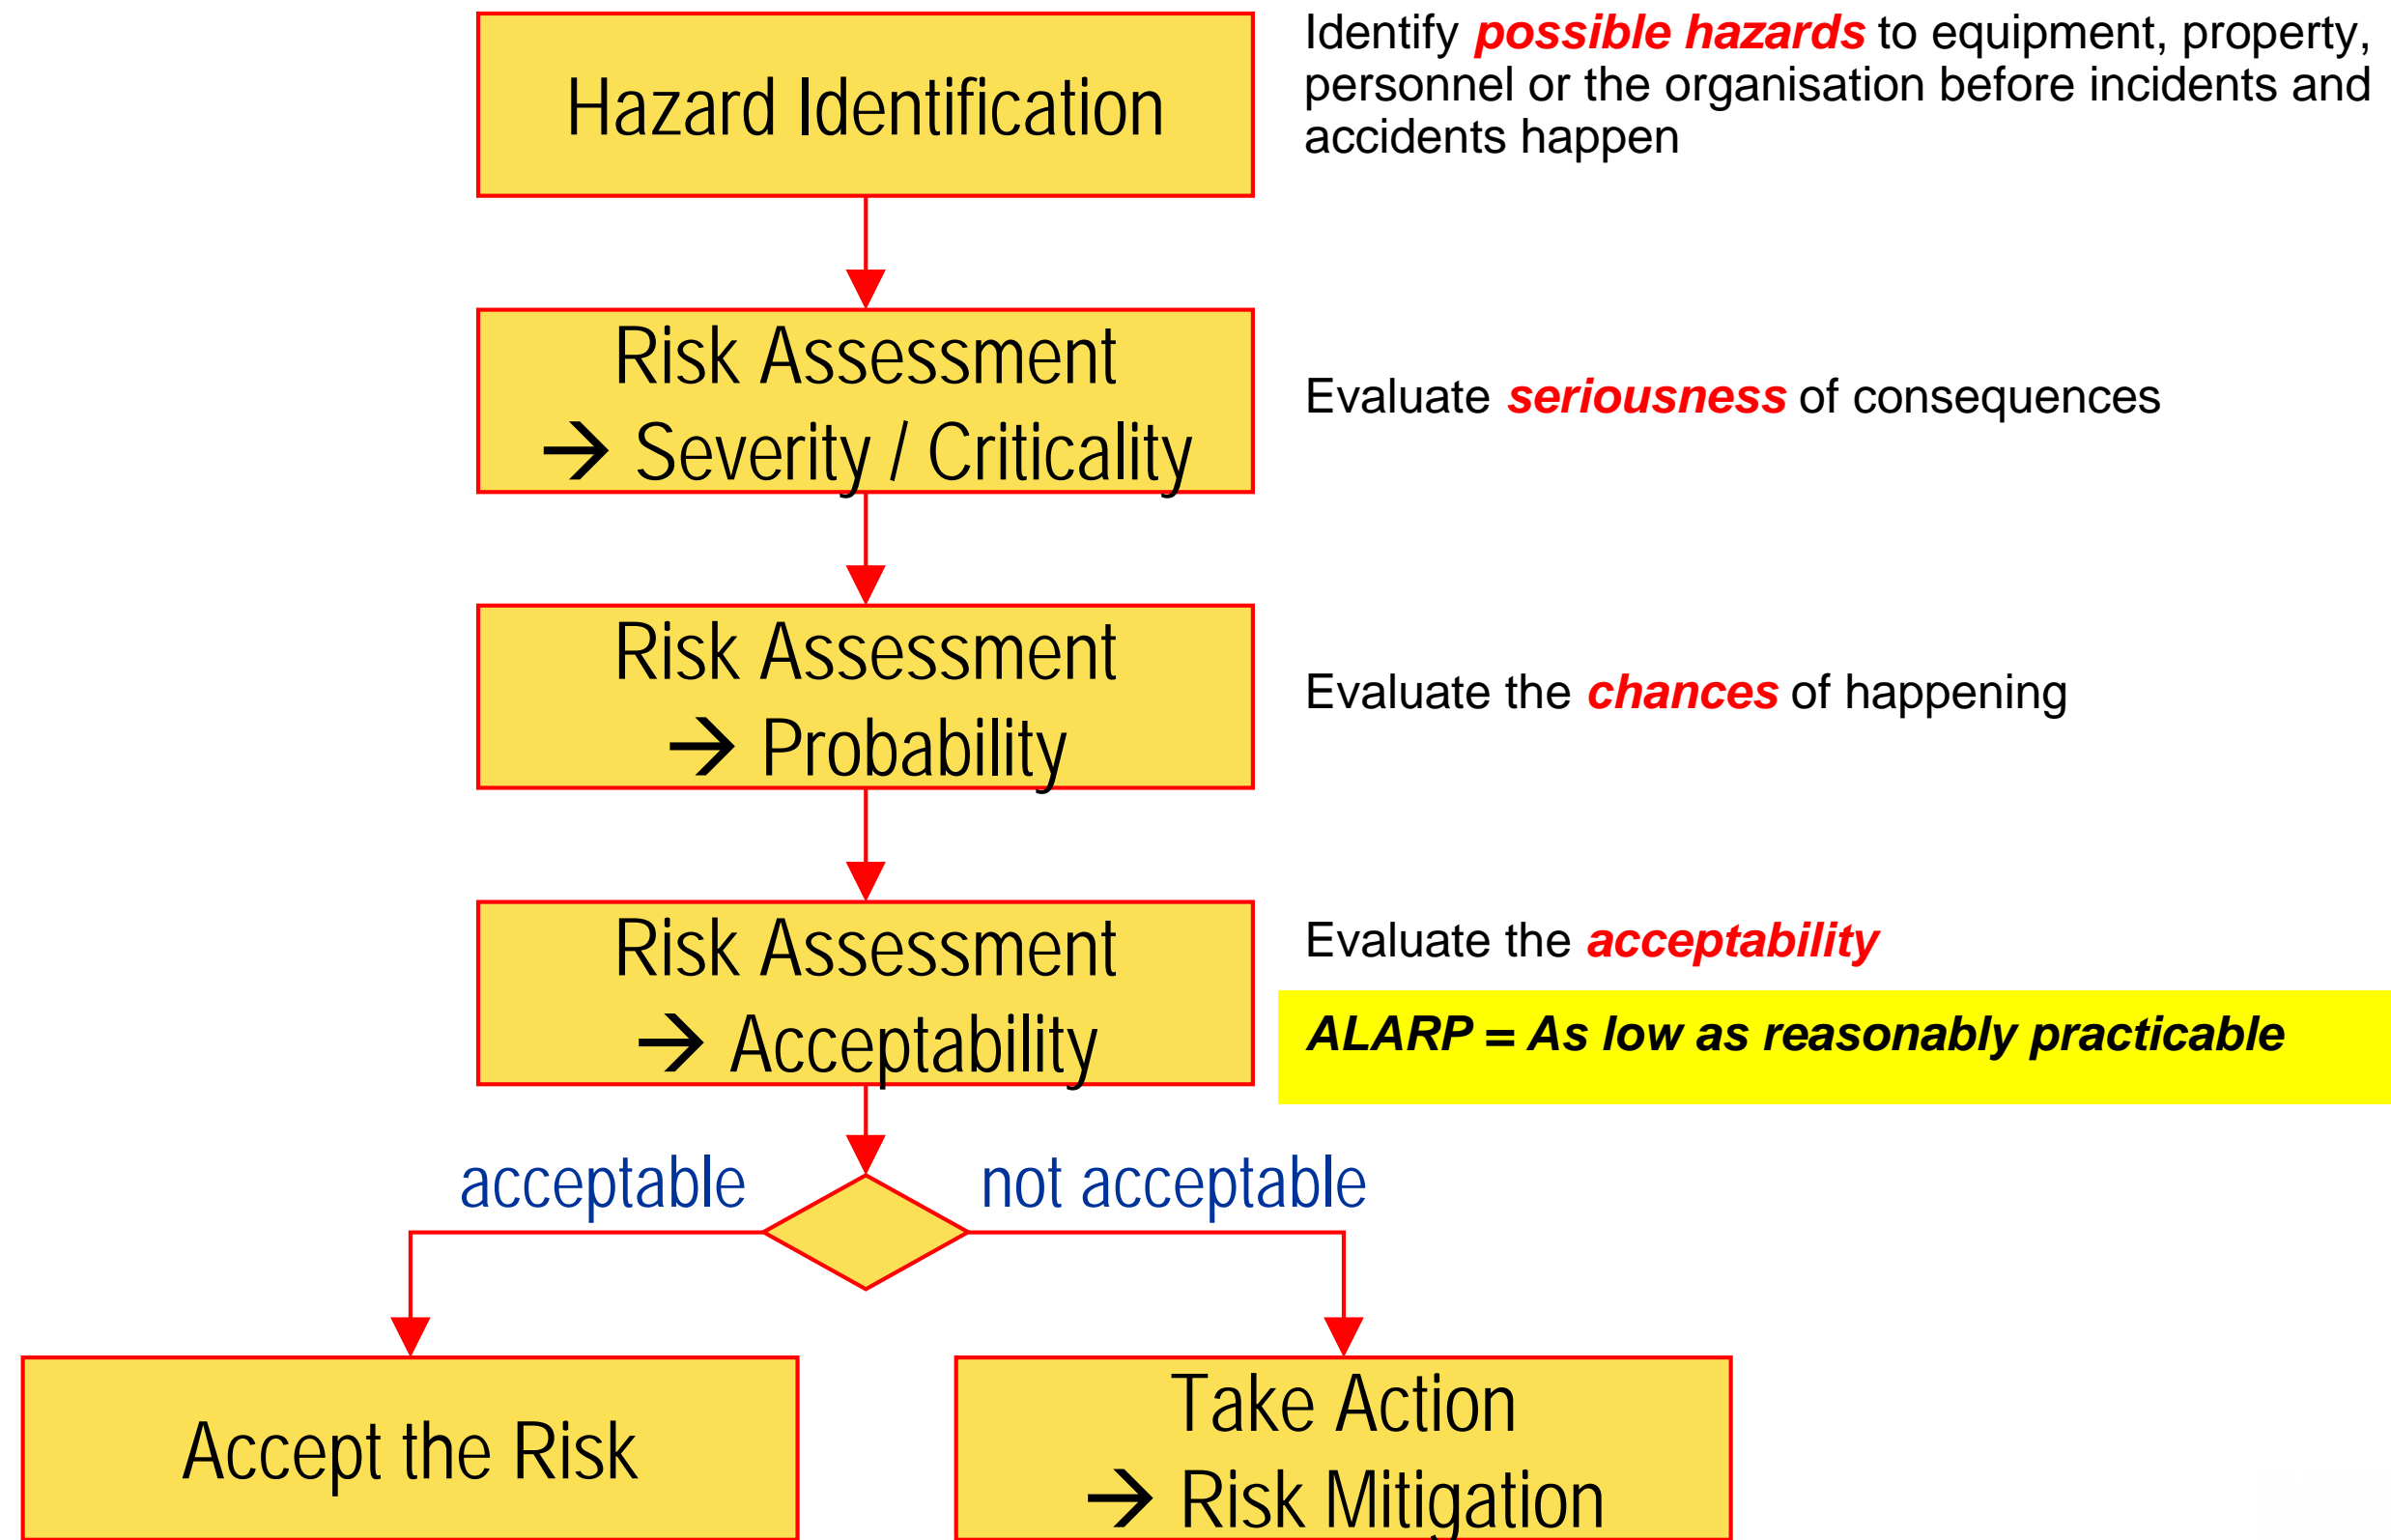 Hazard Identification
Identify possible hazards to equipment, property,
personnel or the organisation before incidents and
accidents happen
Risk Assessment
→ Severity / Criticality
Evaluate seriousness of consequences
Risk Assessment
→ Probability
Evaluate the chances of happening
Risk Assessment
→ Acceptability
Evaluate the acceptability
ALARP = As low as reasonably practicable
acceptable
not acceptable
Accept the Risk
Take Action
→ Risk Mitigation